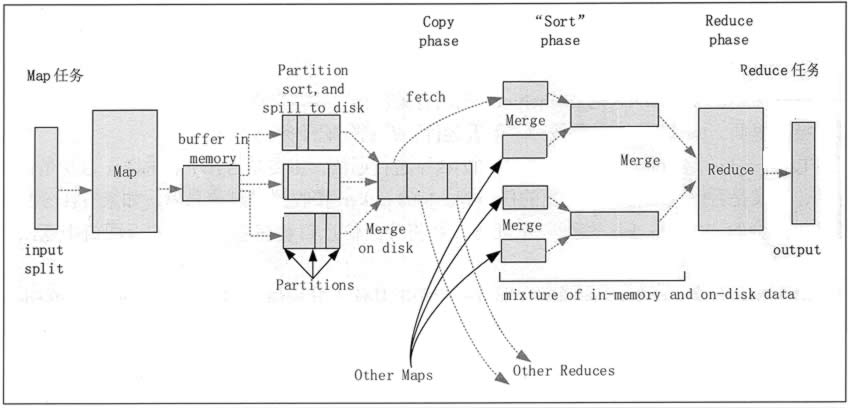 Copy
phase
“Sort”
phase
Reduce
phase
Map 任务
Reduce 任务
Partition
sort,and
spill to disk
fetch
buffer in
memory
Merge
Map
Merge
Reduce
Merge
on disk
Merge
input
split
output
Partitions
mixture of in-memory and on-disk data
Other Maps
Other Reduces